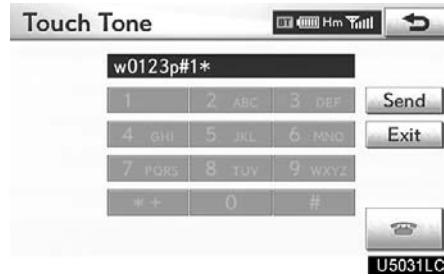 Touch Tone
BT Hm
w0123p#1*
1 2 ABC 3 DEF Send
4 GHI 5 JKL 6 MNO Exit
7 PQRS 8 TUV 9 WXYZ
* + 0 #
U5031LC